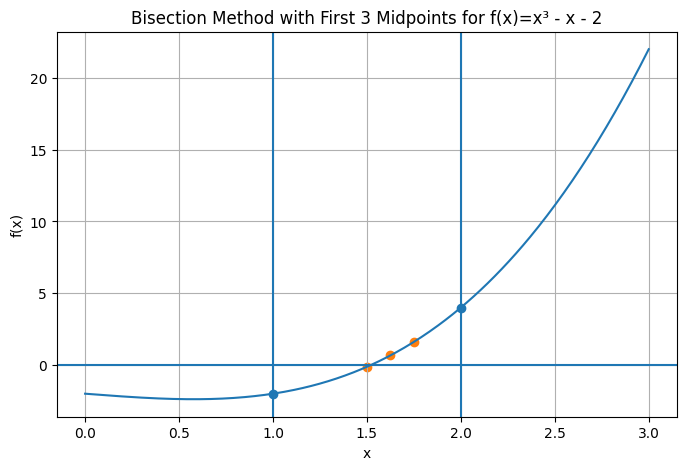 Bisection Method with First 3 Midpoints for f(x)=x³ - x - 2
f(x)
20
15
10
5
0
0.0 0.5 1.0 1.5 2.0 2.5 3.0
x